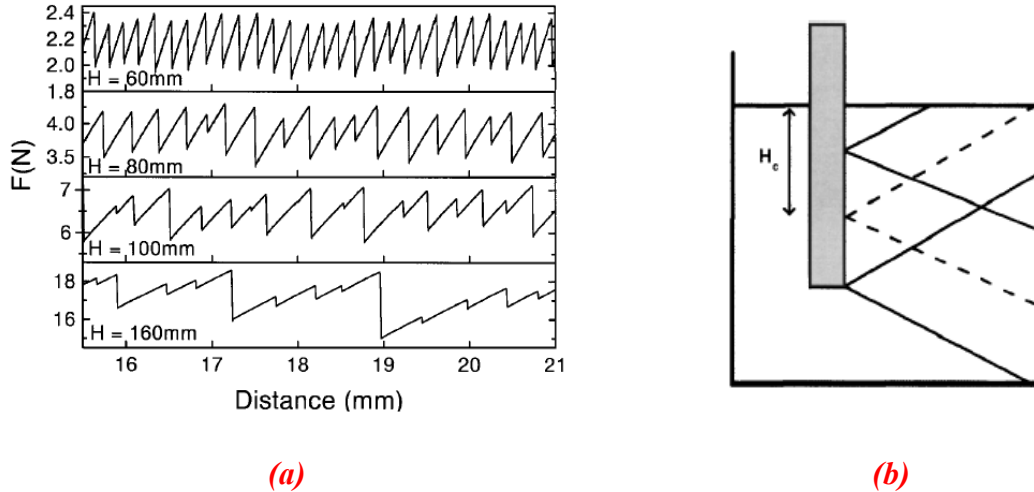 2.4
2.2
2.0
1.8
H = 60mm
4.0
3.5
H = 80mm
F(N)
7
6
H = 100mm
18
16
H = 160mm
16 17 18 19 20 21
Distance (mm)
H_c
(a) (b)